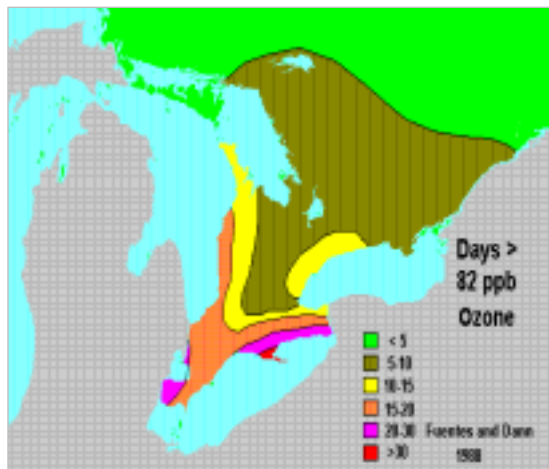 Days >
82 ppb
Ozone
< 5
5-10
10-15
15-20
20-30 Fuentes and Dann
>30 1988